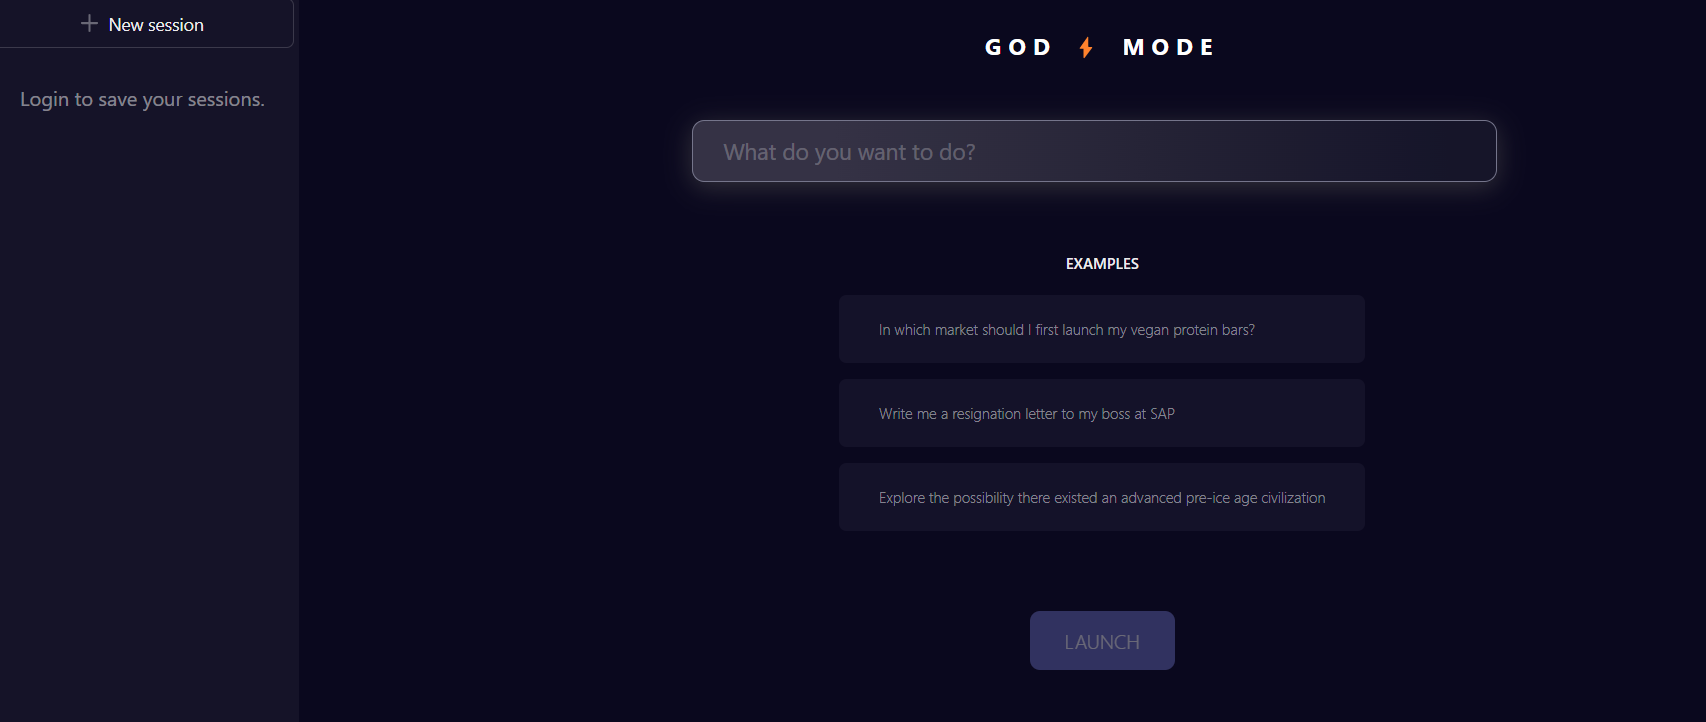 New session
Login to save your sessions.
GOD MODE
What do you want to do?
EXAMPLES
In which market should I first launch my vegan protein bars?
Write me a resignation letter to my boss at SAP
Explore the possibility there existed an advanced pre-ice age civilization
LAUNCH